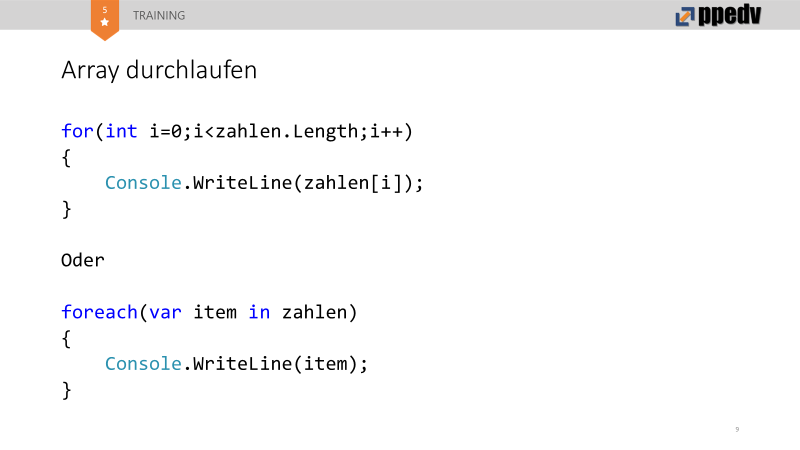 5
TRAINING
ppedv
Array durchlaufen
for(int i=0;i<zahlen.Length;i++)
{
    Console.WriteLine(zahlen[i]);
}
Oder
foreach(var item in zahlen)
{
    Console.WriteLine(item);
}
9